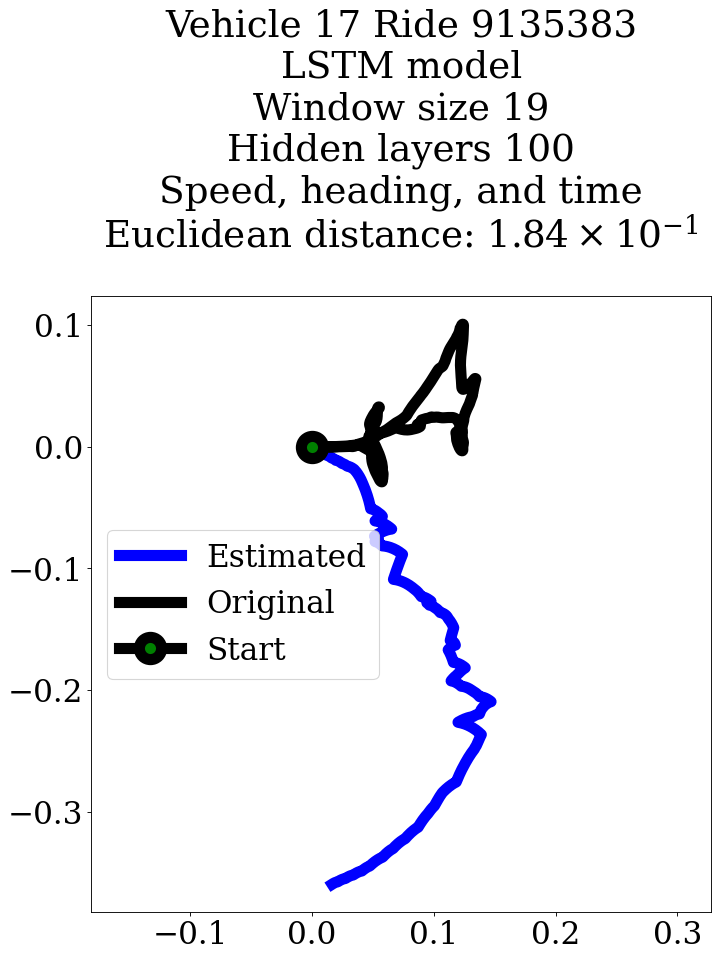 Vehicle 17 Ride 9135383
LSTM model
Window size 19
Hidden layers 100
Speed, heading, and time
Euclidean distance: 1.84 × 10⁻¹
0.1
0.0
−0.1
−0.2
−0.3
Estimated
Original
Start
−0.1 0.0 0.1 0.2 0.3